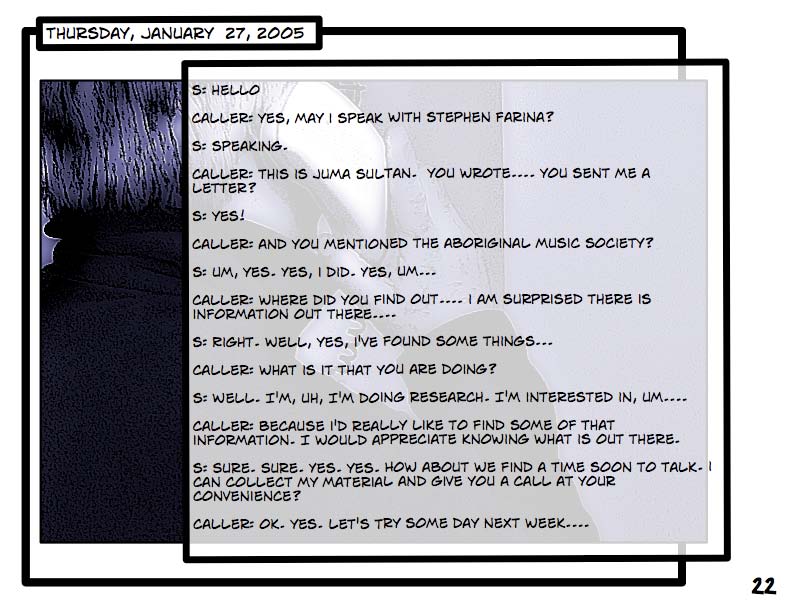 THURSDAY, JANUARY 27, 2005
S: HELLO
CALLER: YES, MAY I SPEAK WITH STEPHEN FARINA?
S: SPEAKING.
CALLER: THIS IS JUMA SULTAN. YOU WROTE.... YOU SENT ME A
LETTER?
S: YES!
CALLER: AND YOU MENTIONED THE ABORIGINAL MUSIC SOCIETY?
S: UM, YES. YES, I DID. YES, UM...
CALLER: WHERE DID YOU FIND OUT.... I AM SURPRISED THERE IS
INFORMATION OUT THERE....
S: RIGHT. WELL, YES, I'VE FOUND SOME THINGS...
CALLER: WHAT IS IT THAT YOU ARE DOING?
S: WELL. I'M, UH, I'M DOING RESEARCH. I'M INTERESTED IN, UM....
CALLER: BECAUSE I'D REALLY LIKE TO FIND SOME OF THAT
INFORMATION. I WOULD APPRECIATE KNOWING WHAT IS OUT THERE.
S: SURE. SURE. YES. YES. HOW ABOUT WE FIND A TIME SOON TO TALK. I
CAN COLLECT MY MATERIAL AND GIVE YOU A CALL AT YOUR
CONVENIENCE?
CALLER: OK. YES. LET'S TRY SOME DAY NEXT WEEK....
22